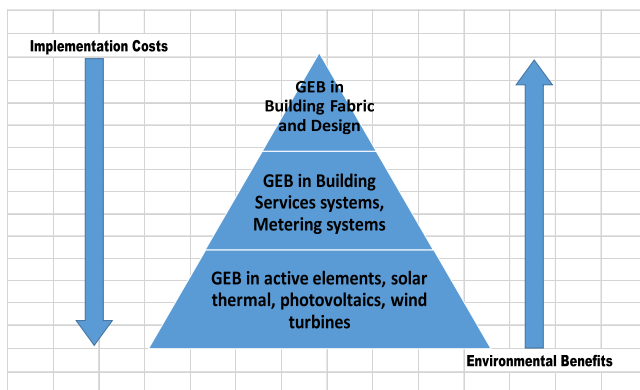 Implementation Costs
GEB in
Building Fabric
and Design
GEB in Building
Services systems,
Metering systems
GEB in active elements, solar
thermal, photovoltaics, wind
turbines
Environmental Benefits